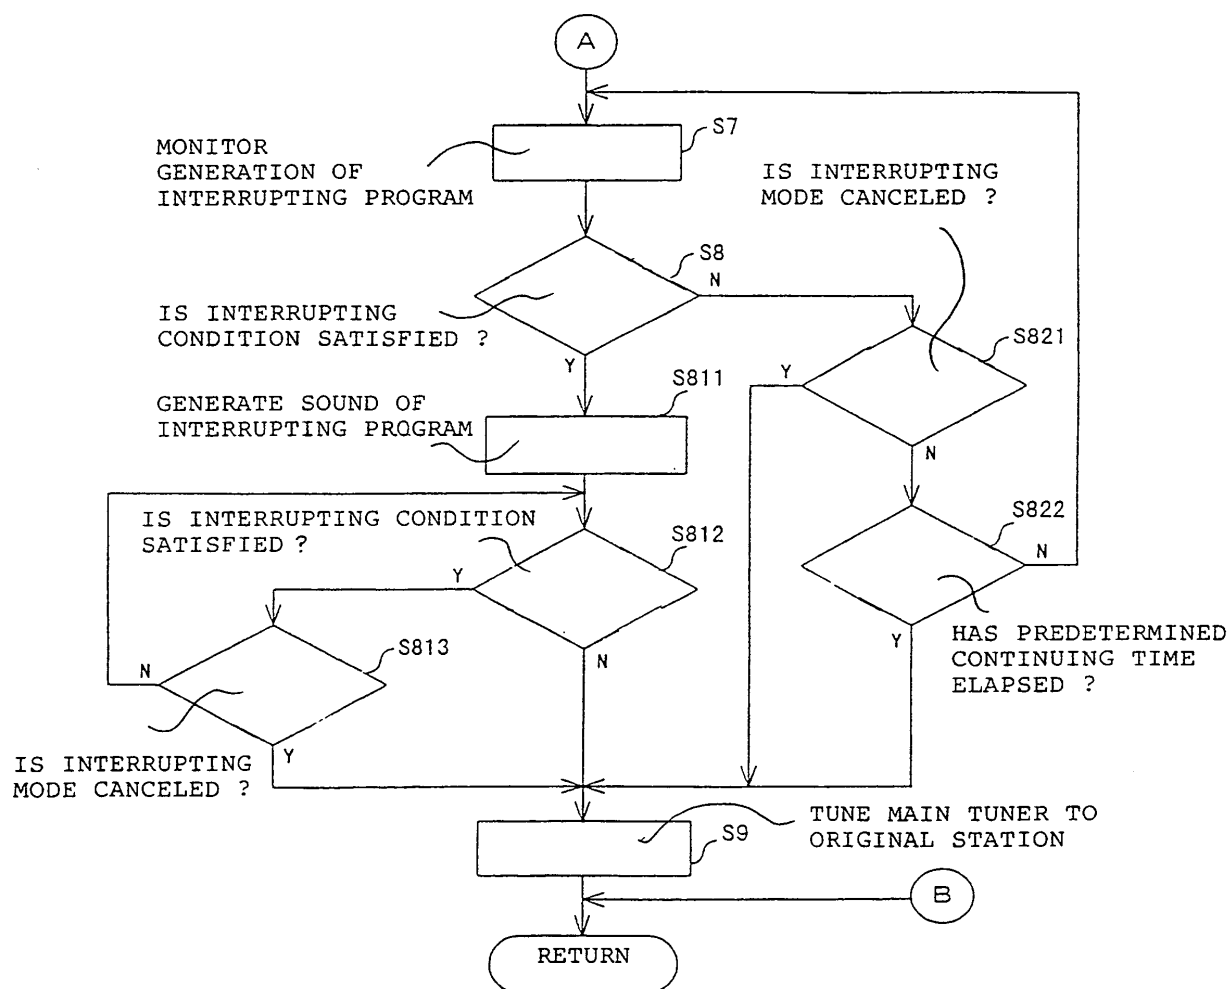 A
S7
MONITOR
GENERATION OF
INTERRUPTING PROGRAM
IS INTERRUPTING
MODE CANCELED ?
S8
N
IS INTERRUPTING
CONDITION SATISFIED ?
Y
S821
Y
S811
GENERATE SOUND OF
INTERRUPTING PROGRAM
N
IS INTERRUPTING CONDITION
SATISFIED ?
S812
S822
N
Y
S813
N
N
Y
HAS PREDETERMINED
CONTINUING TIME
ELAPSED ?
Y
IS INTERRUPTING
MODE CANCELED ?
TUNE MAIN TUNER TO
ORIGINAL STATION
S9
B
RETURN